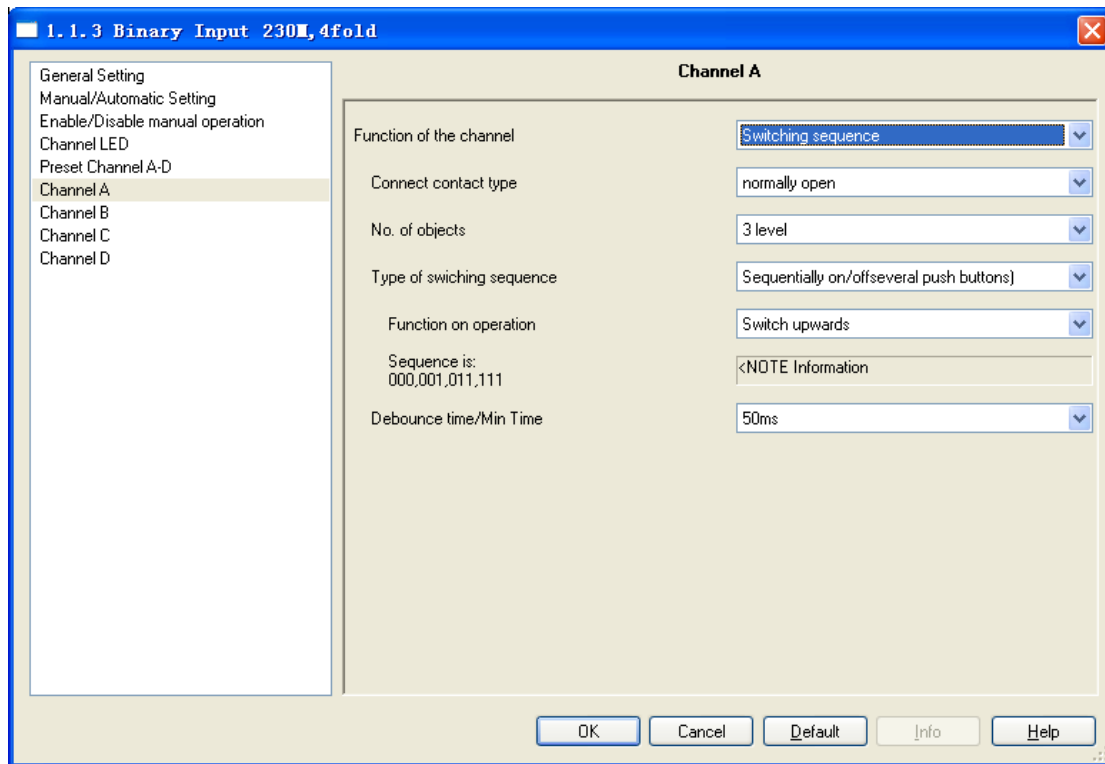 1.1.3 Binary Input 230M,4fold
General Setting
Manual/Automatic Setting
Enable/Disable manual operation
Channel LED
Preset Channel A-D
Channel A
Channel B
Channel C
Channel D
Channel A
Function of the channel
Switching sequence
Connect contact type
normally open
No. of objects
3 level
Type of swiching sequence
Sequentially on/offseveral push buttons)
Function on operation
Switch upwards
Sequence is:
000,001,011,111
<NOTE Information
Debounce time/Min Time
50ms
OK
Cancel
Default
Info
Help